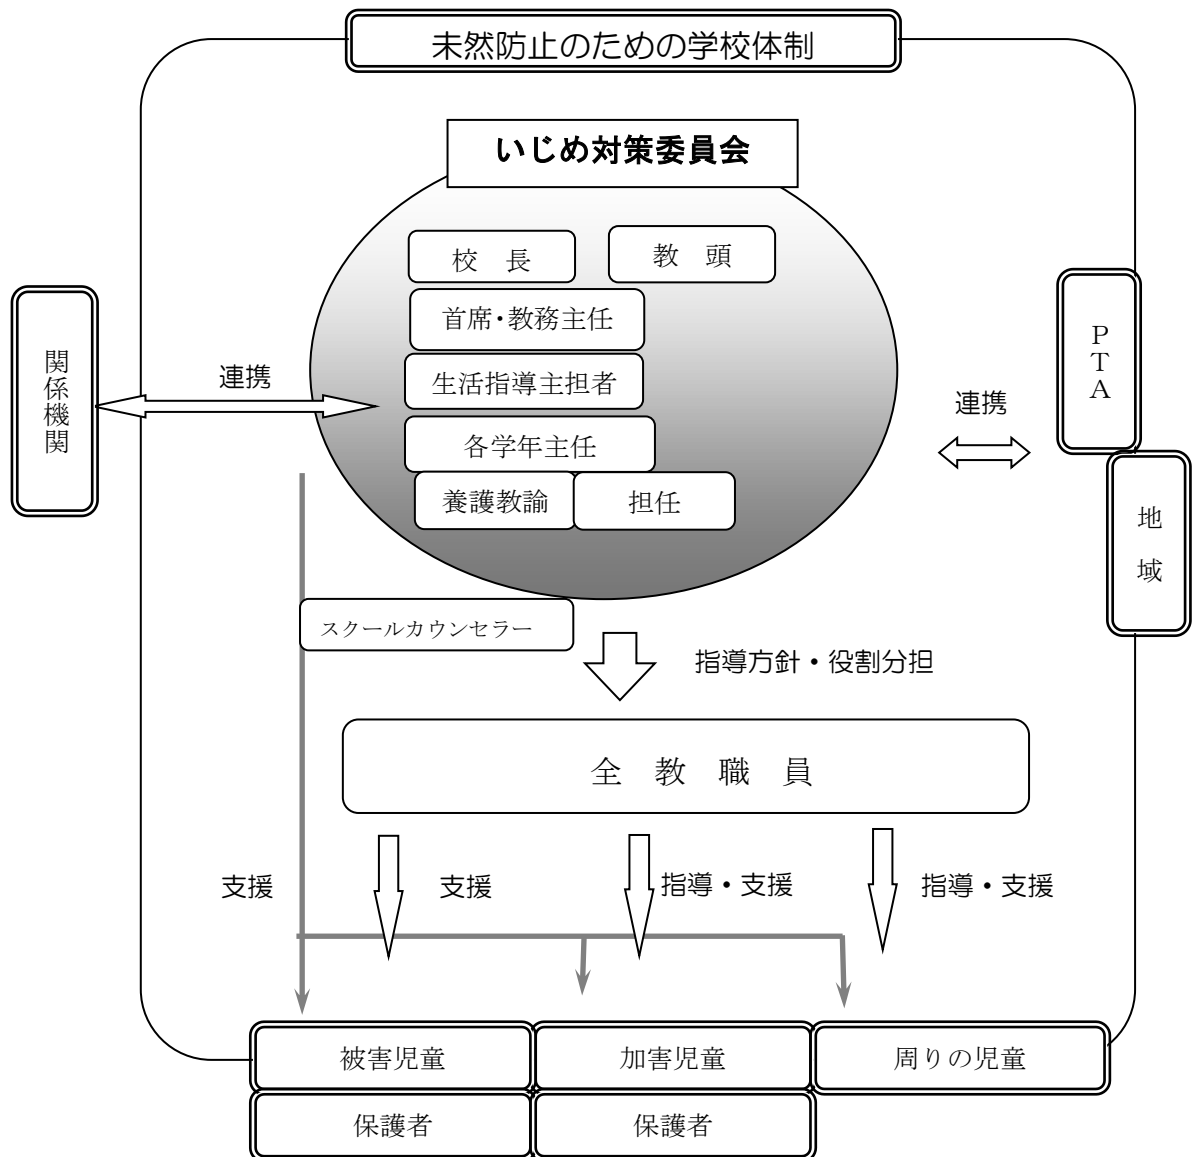 未然防止のための学校体制
いじめ対策委員会
校　長
教　頭
首席・教務主任
生活指導主担者
各学年主任
養護教諭
担任
関係機関
連携
連携
PTA
地　域
スクールカウンセラー
指導方針・役割分担
全　教　職　員
支援
支援
指導・支援
指導・支援
被害児童
加害児童
周りの児童
保護者
保護者